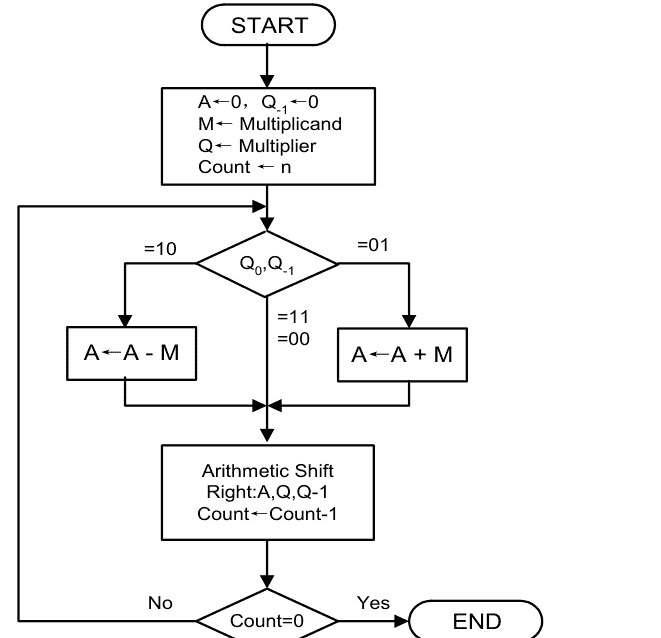 START
A←0, Q-1←0
M← Multiplicand
Q← Multiplier
Count ← n
=10
=01
Q0,Q-1
=11
=00
A←A - M
A←A + M
Arithmetic Shift
Right:A,Q,Q-1
Count←Count-1
No
Yes
Count=0
END